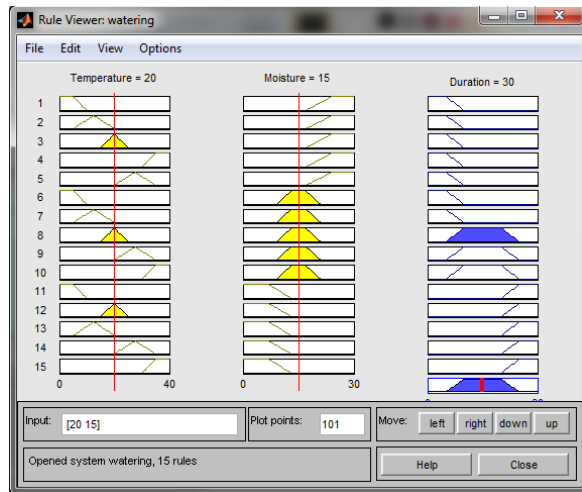 Rule Viewer: watering
File Edit View Options
Temperature = 20 Moisture = 15 Duration = 30
1
2
3
4
5
6
7
8
9
10
11
12
13
14
15
0 40 0 30
Input: [20 15] Plot points: 101 Move: left right down up
Opened system watering, 15 rules Help Close